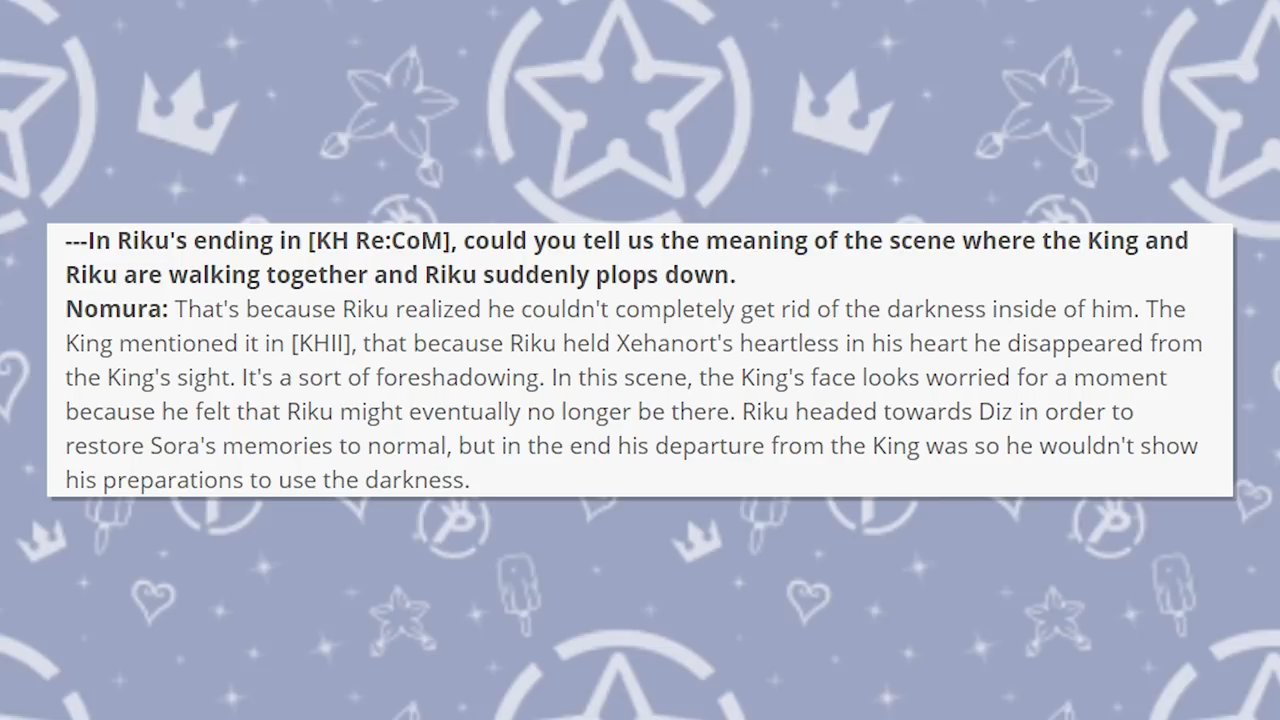 ---In Riku's ending in [KH Re:CoM], could you tell us the meaning of the scene where the King and
Riku are walking together and Riku suddenly plops down.
Nomura: That's because Riku realized he couldn't completely get rid of the darkness inside of him. The
King mentioned it in [KHII], that because Riku held Xehanort's heartless in his heart he disappeared from
the King's sight. It's a sort of foreshadowing. In this scene, the King's face looks worried for a moment
because he felt that Riku might eventually no longer be there. Riku headed towards Diz in order to
restore Sora's memories to normal, but in the end his departure from the King was so he wouldn't show
his preparations to use the darkness.